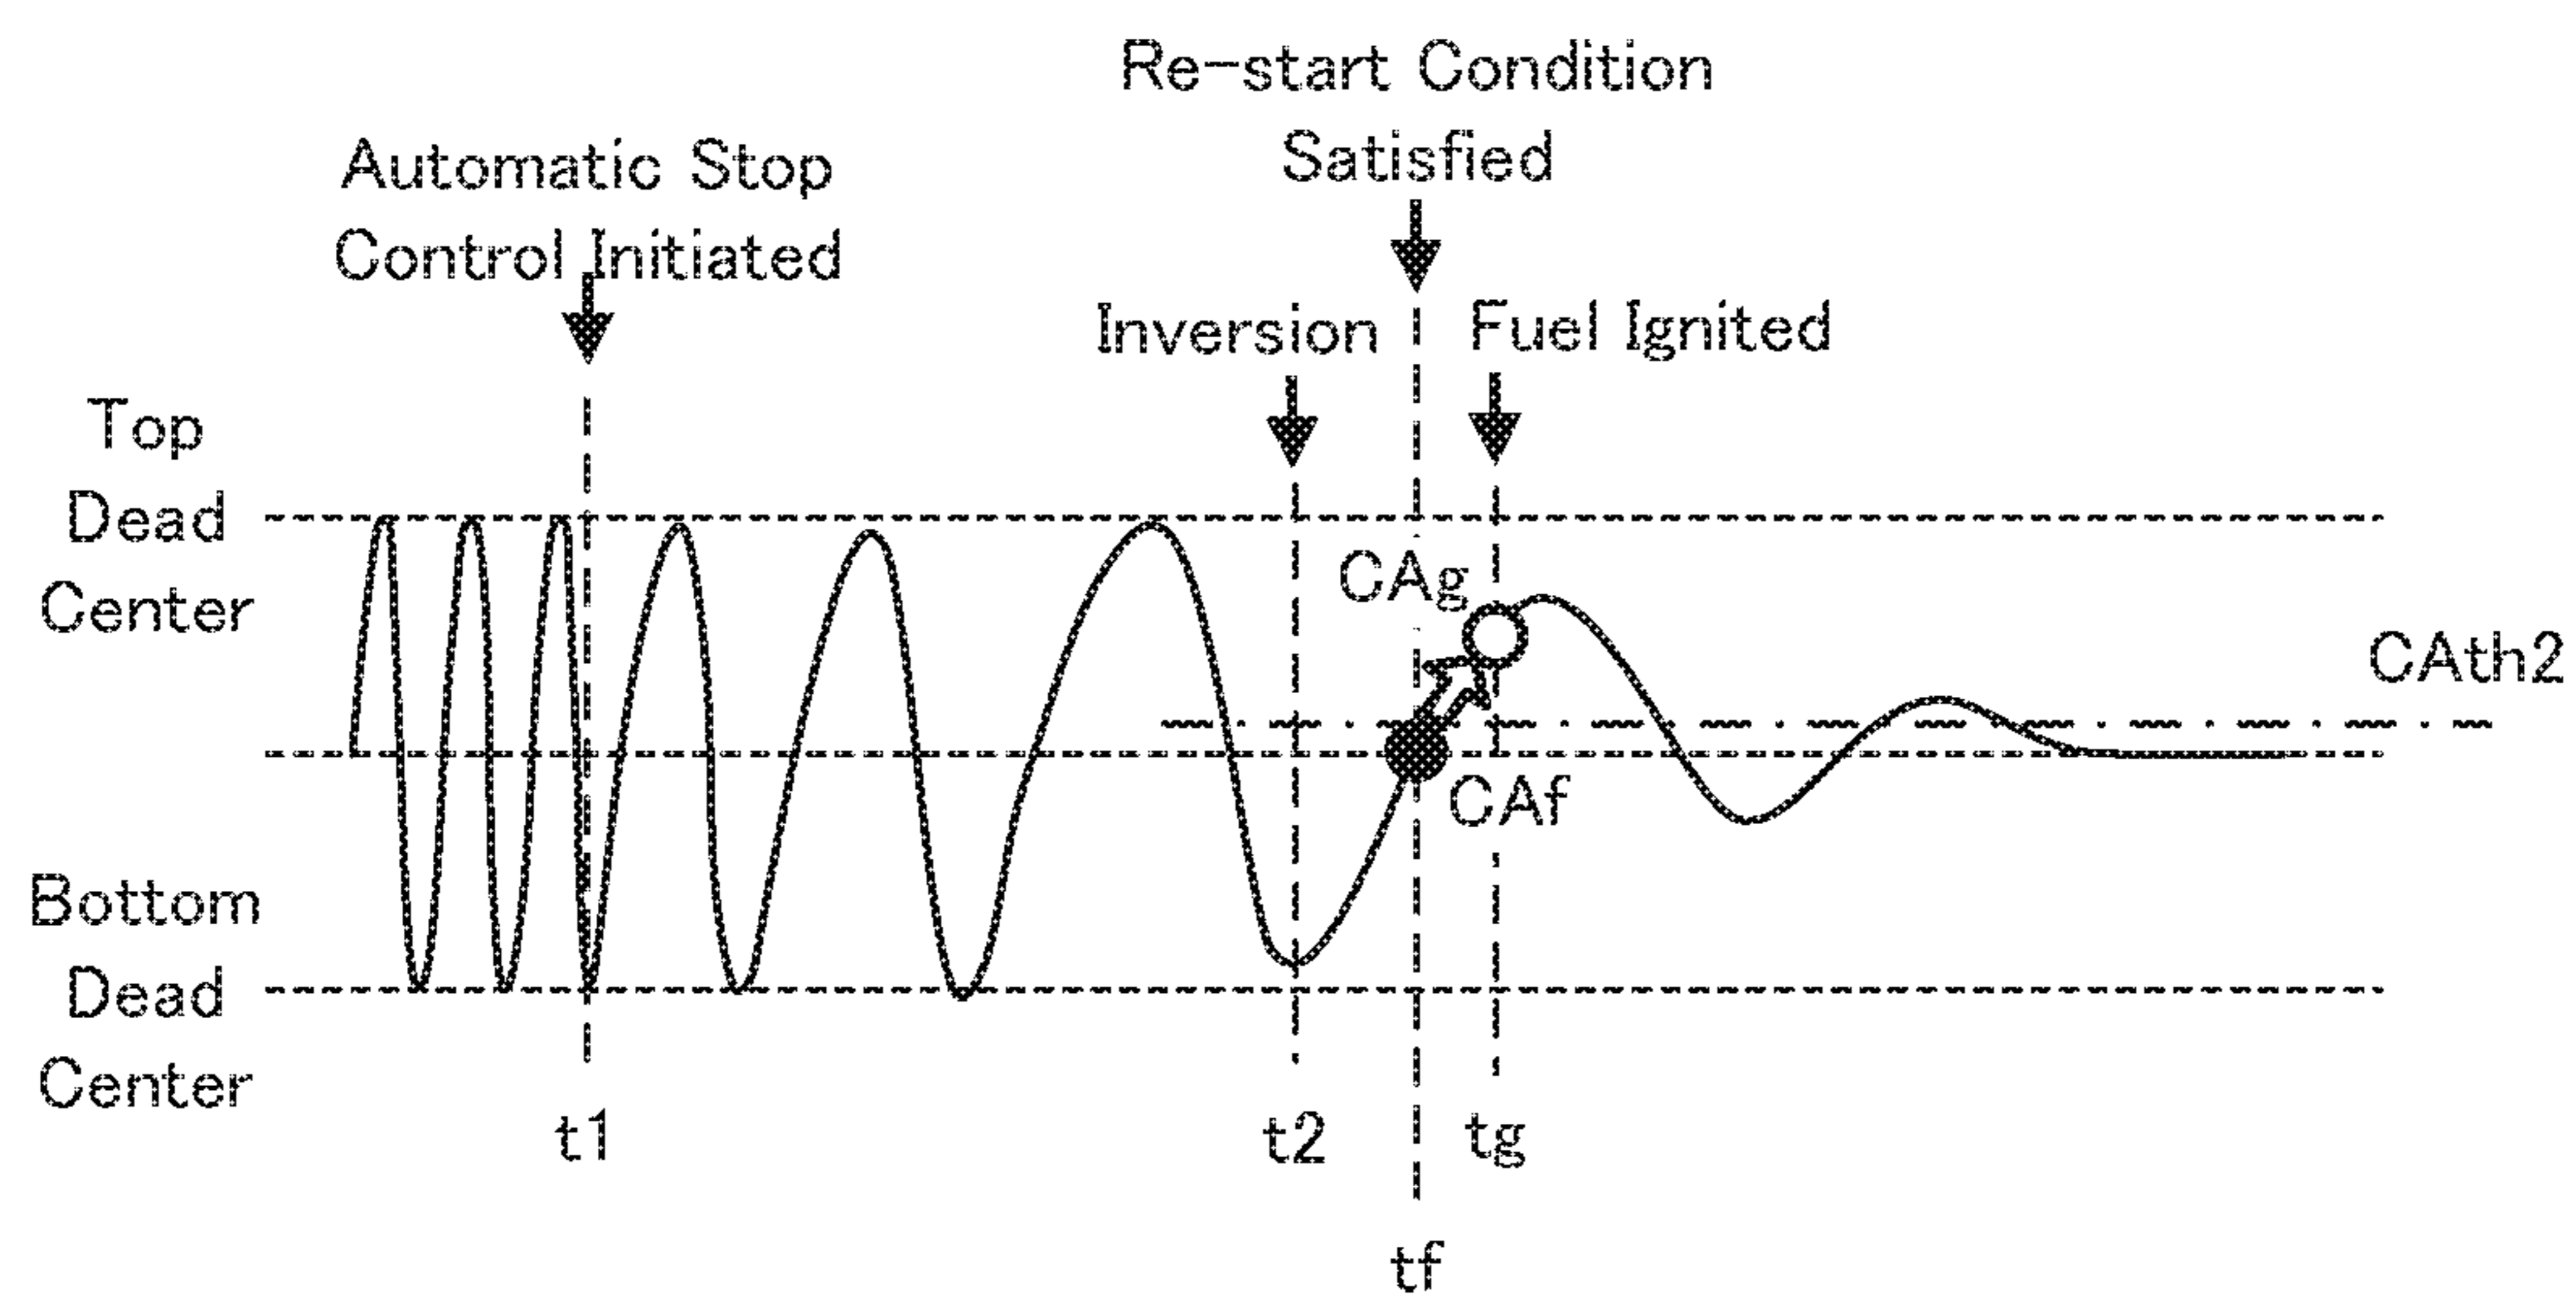 Re-start Condition
Satisfied
Automatic Stop
Control Initiated
Inversion
Fuel Ignited
Top
Dead
Center
CAg
CAth2
CAf
Bottom
Dead
Center
t1
t2
tg
tf